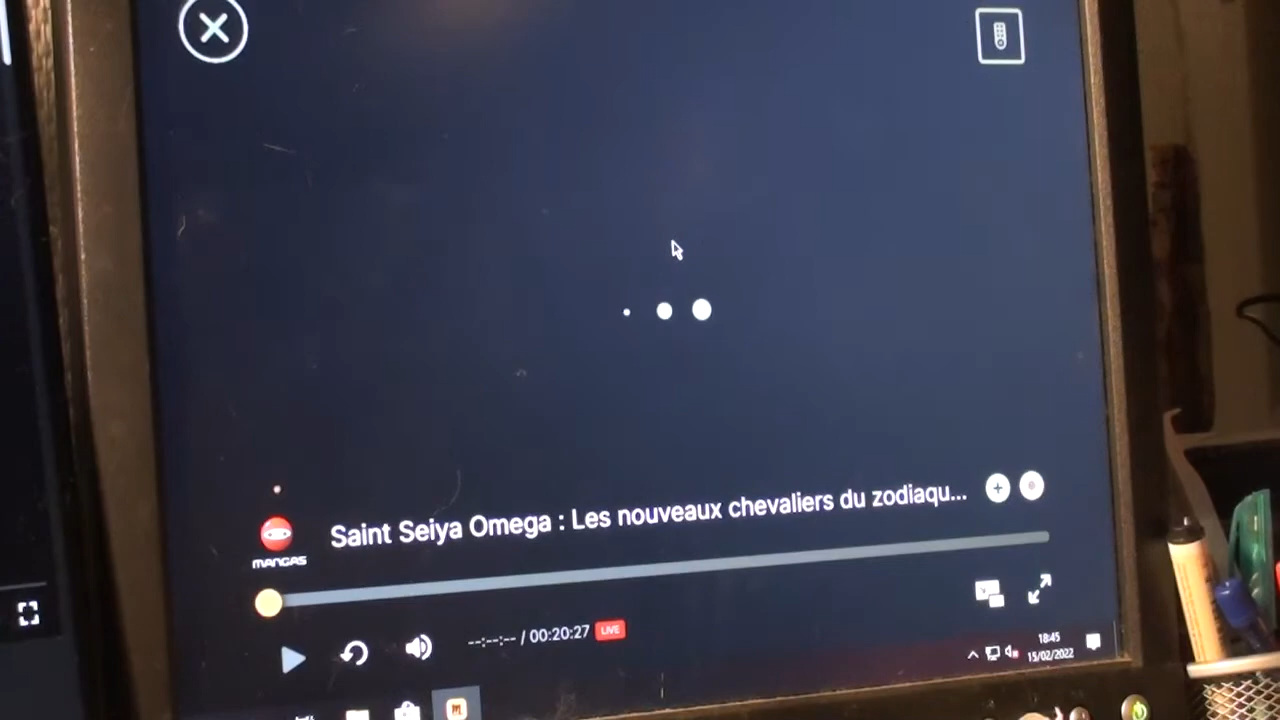 Saint Seiya Omega : Les nouveaux chevaliers du zodiaqu...
MANGAS
--:--:-- / 00:20:27 LIVE
18:45
15/02/2022